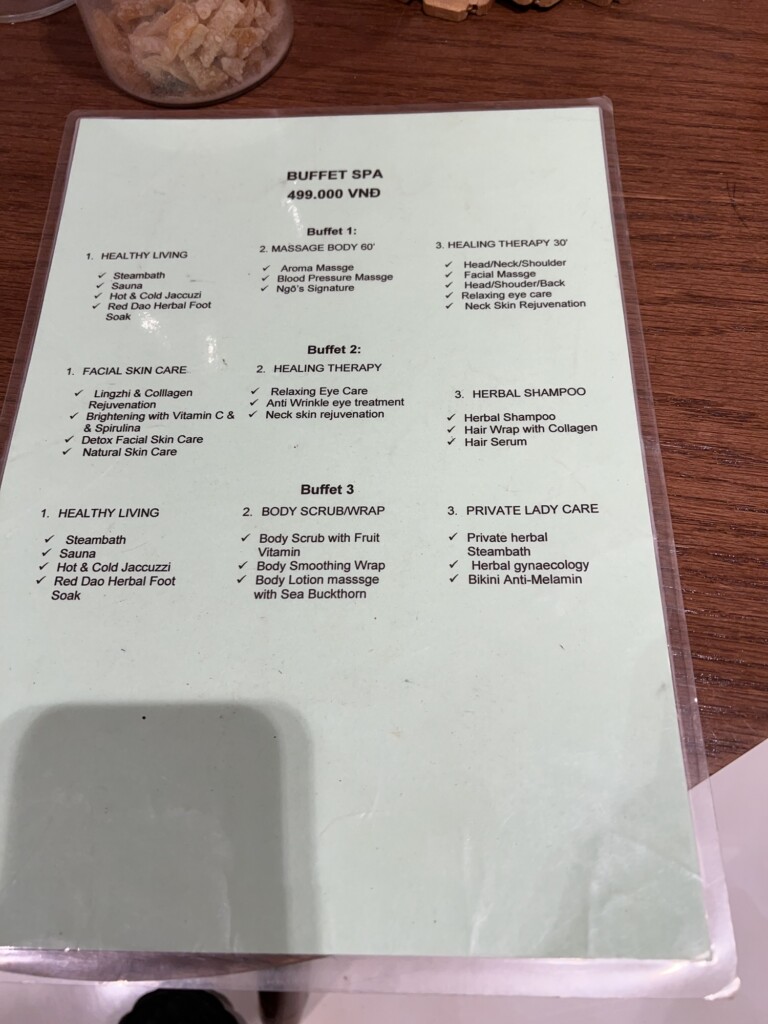 BUFFET SPA
499.000 VNĐ
Buffet 1:
1. HEALTHY LIVING
✓ Steambath
✓ Sauna
✓ Hot & Cold Jaccuzi
✓ Red Dao Herbal Foot
Soak
2. MASSAGE BODY 60'
✓ Aroma Massge
✓ Blood Pressure Massge
✓ Ngõ's Signature
3. HEALING THERAPY 30'
✓ Head/Neck/Shoulder
✓ Facial Massge
✓ Head/Shouder/Back
✓ Relaxing eye care
✓ Neck Skin Rejuvenation
Buffet 2:
1. FACIAL SKIN CARE
✓ Lingzhi & Colllagen
Rejuvenation
✓ Brightening with Vitamin C &
& Spirulina
✓ Detox Facial Skin Care
✓ Natural Skin Care
2. HEALING THERAPY
✓ Relaxing Eye Care
✓ Anti Wrinkle eye treatment
✓ Neck skin rejuvenation
3. HERBAL SHAMPOO
✓ Herbal Shampoo
✓ Hair Wrap with Collagen
✓ Hair Serum
Buffet 3
1. HEALTHY LIVING
✓ Steambath
✓ Sauna
✓ Hot & Cold Jaccuzzi
✓ Red Dao Herbal Foot
Soak
2. BODY SCRUB/WRAP
✓ Body Scrub with Fruit
Vitamin
✓ Body Smoothing Wrap
✓ Body Lotion masssge
with Sea Buckthorn
3. PRIVATE LADY CARE
✓ Private herbal
Steambath
✓ Herbal gynaecology
✓ Bikini Anti-Melamin